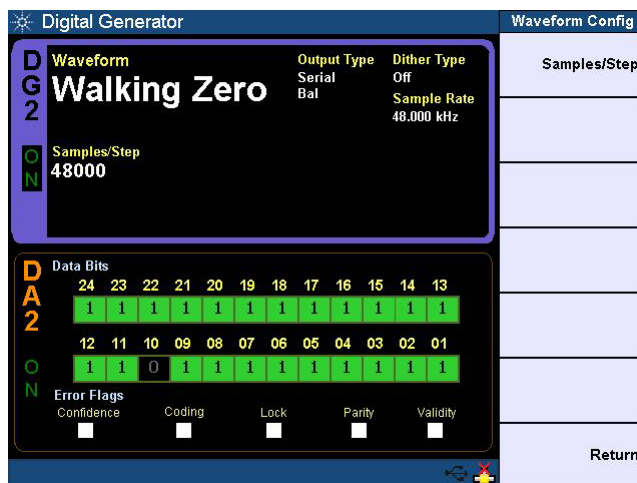 Digital Generator
Waveform Config
DG2
ON
Waveform
Walking Zero
Output Type
Serial
Bal
Dither Type
Off
Sample Rate
48.000 kHz
Samples/Step
48000
Samples/Step
DA2
ON
Data Bits
24 23 22 21 20 19 18 17 16 15 14 13
1 1 1 1 1 1 1 1 1 1 1 1
12 11 10 09 08 07 06 05 04 03 02 01
1 1 0 1 1 1 1 1 1 1 1 1
Error Flags
Confidence Coding Lock Parity Validity
Return